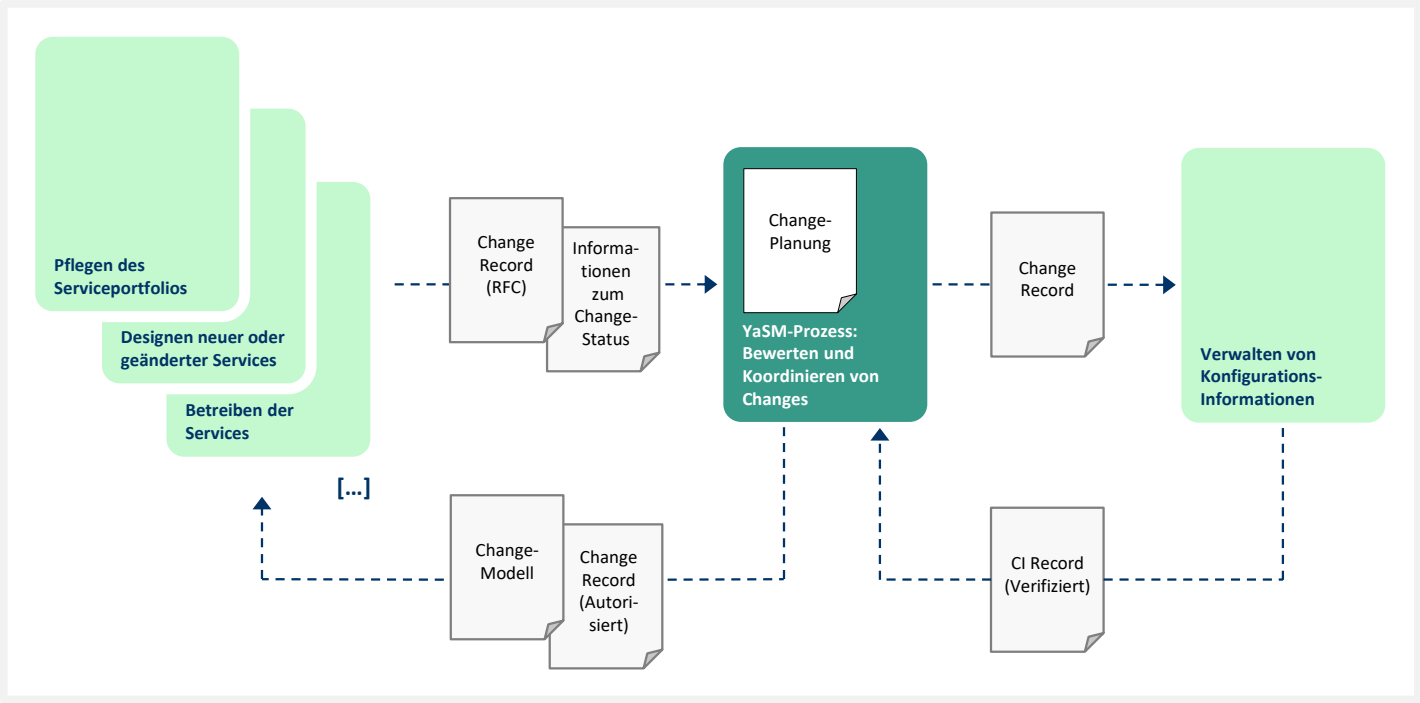 Pflegen des
Serviceportfolios
Designen neuer oder
geänderter Services
Betreiben der
Services
[...]
Change
Record
(RFC)
Informa-
tionen
zum
Change-
Status
Change-
Planung
YaSM-Prozess:
Bewerten und
Koordinieren von
Changes
Change
Record
Verwalten von
Konfigurations-
Informationen
Change-
Modell
Change
Record
(Autori-
siert)
CI Record
(Verifiziert)